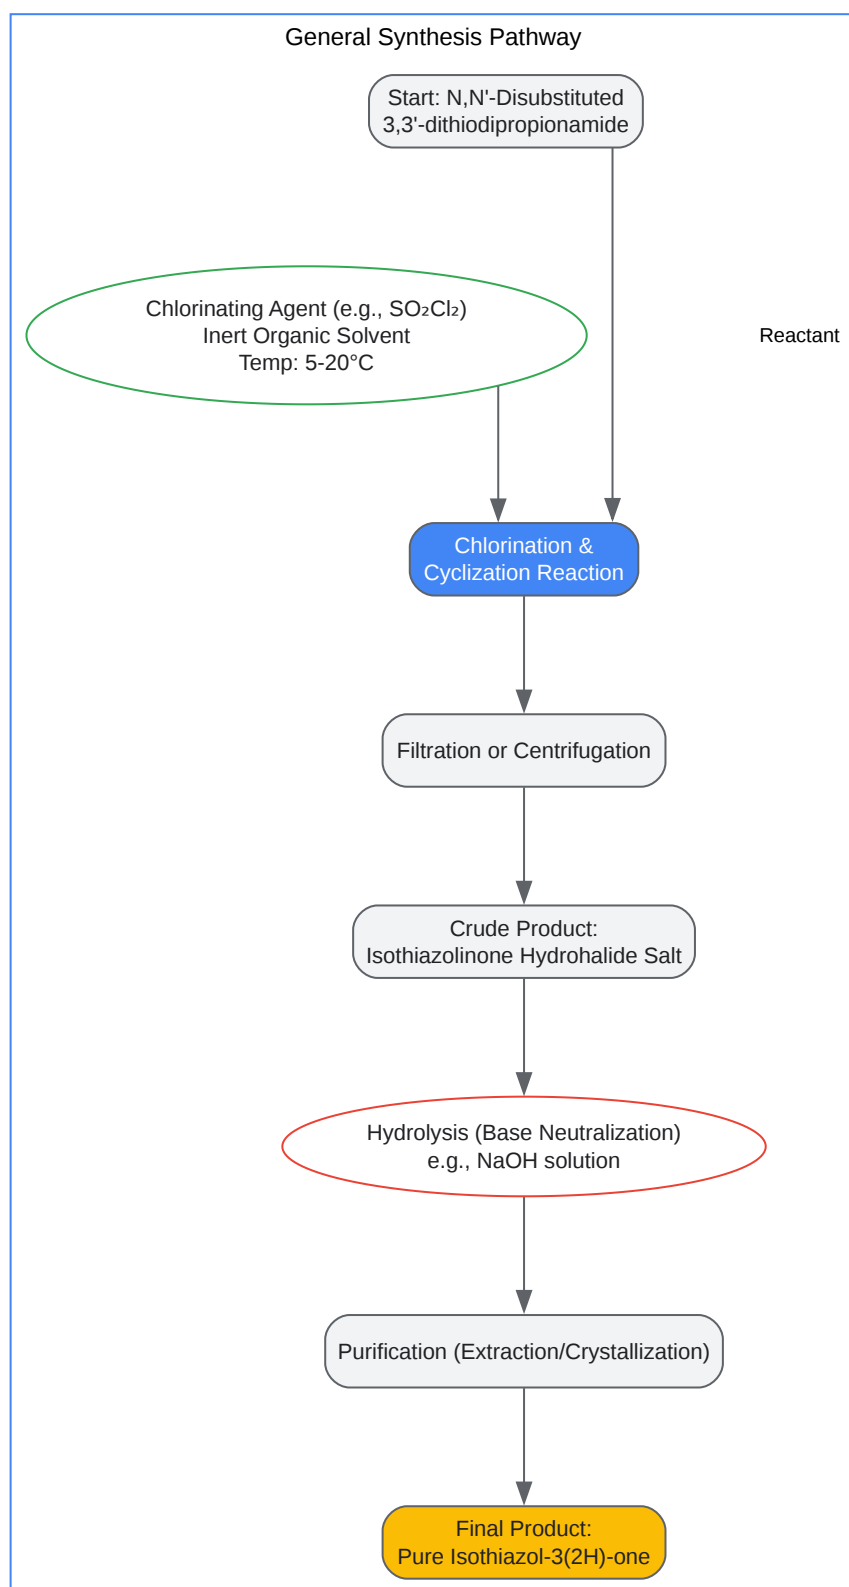 General Synthesis Pathway
Start: N,N'-Disubstituted
3,3'-dithiodipropionamide
Chlorinating Agent (e.g., SO₂Cl₂)
Inert Organic Solvent
Temp: 5-20°C
Reactant
Chlorination &
Cyclization Reaction
Filtration or Centrifugation
Crude Product:
Isothiazolinone Hydrohalide Salt
Hydrolysis (Base Neutralization)
e.g., NaOH solution
Purification (Extraction/Crystallization)
Final Product:
Pure Isothiazol-3(2H)-one